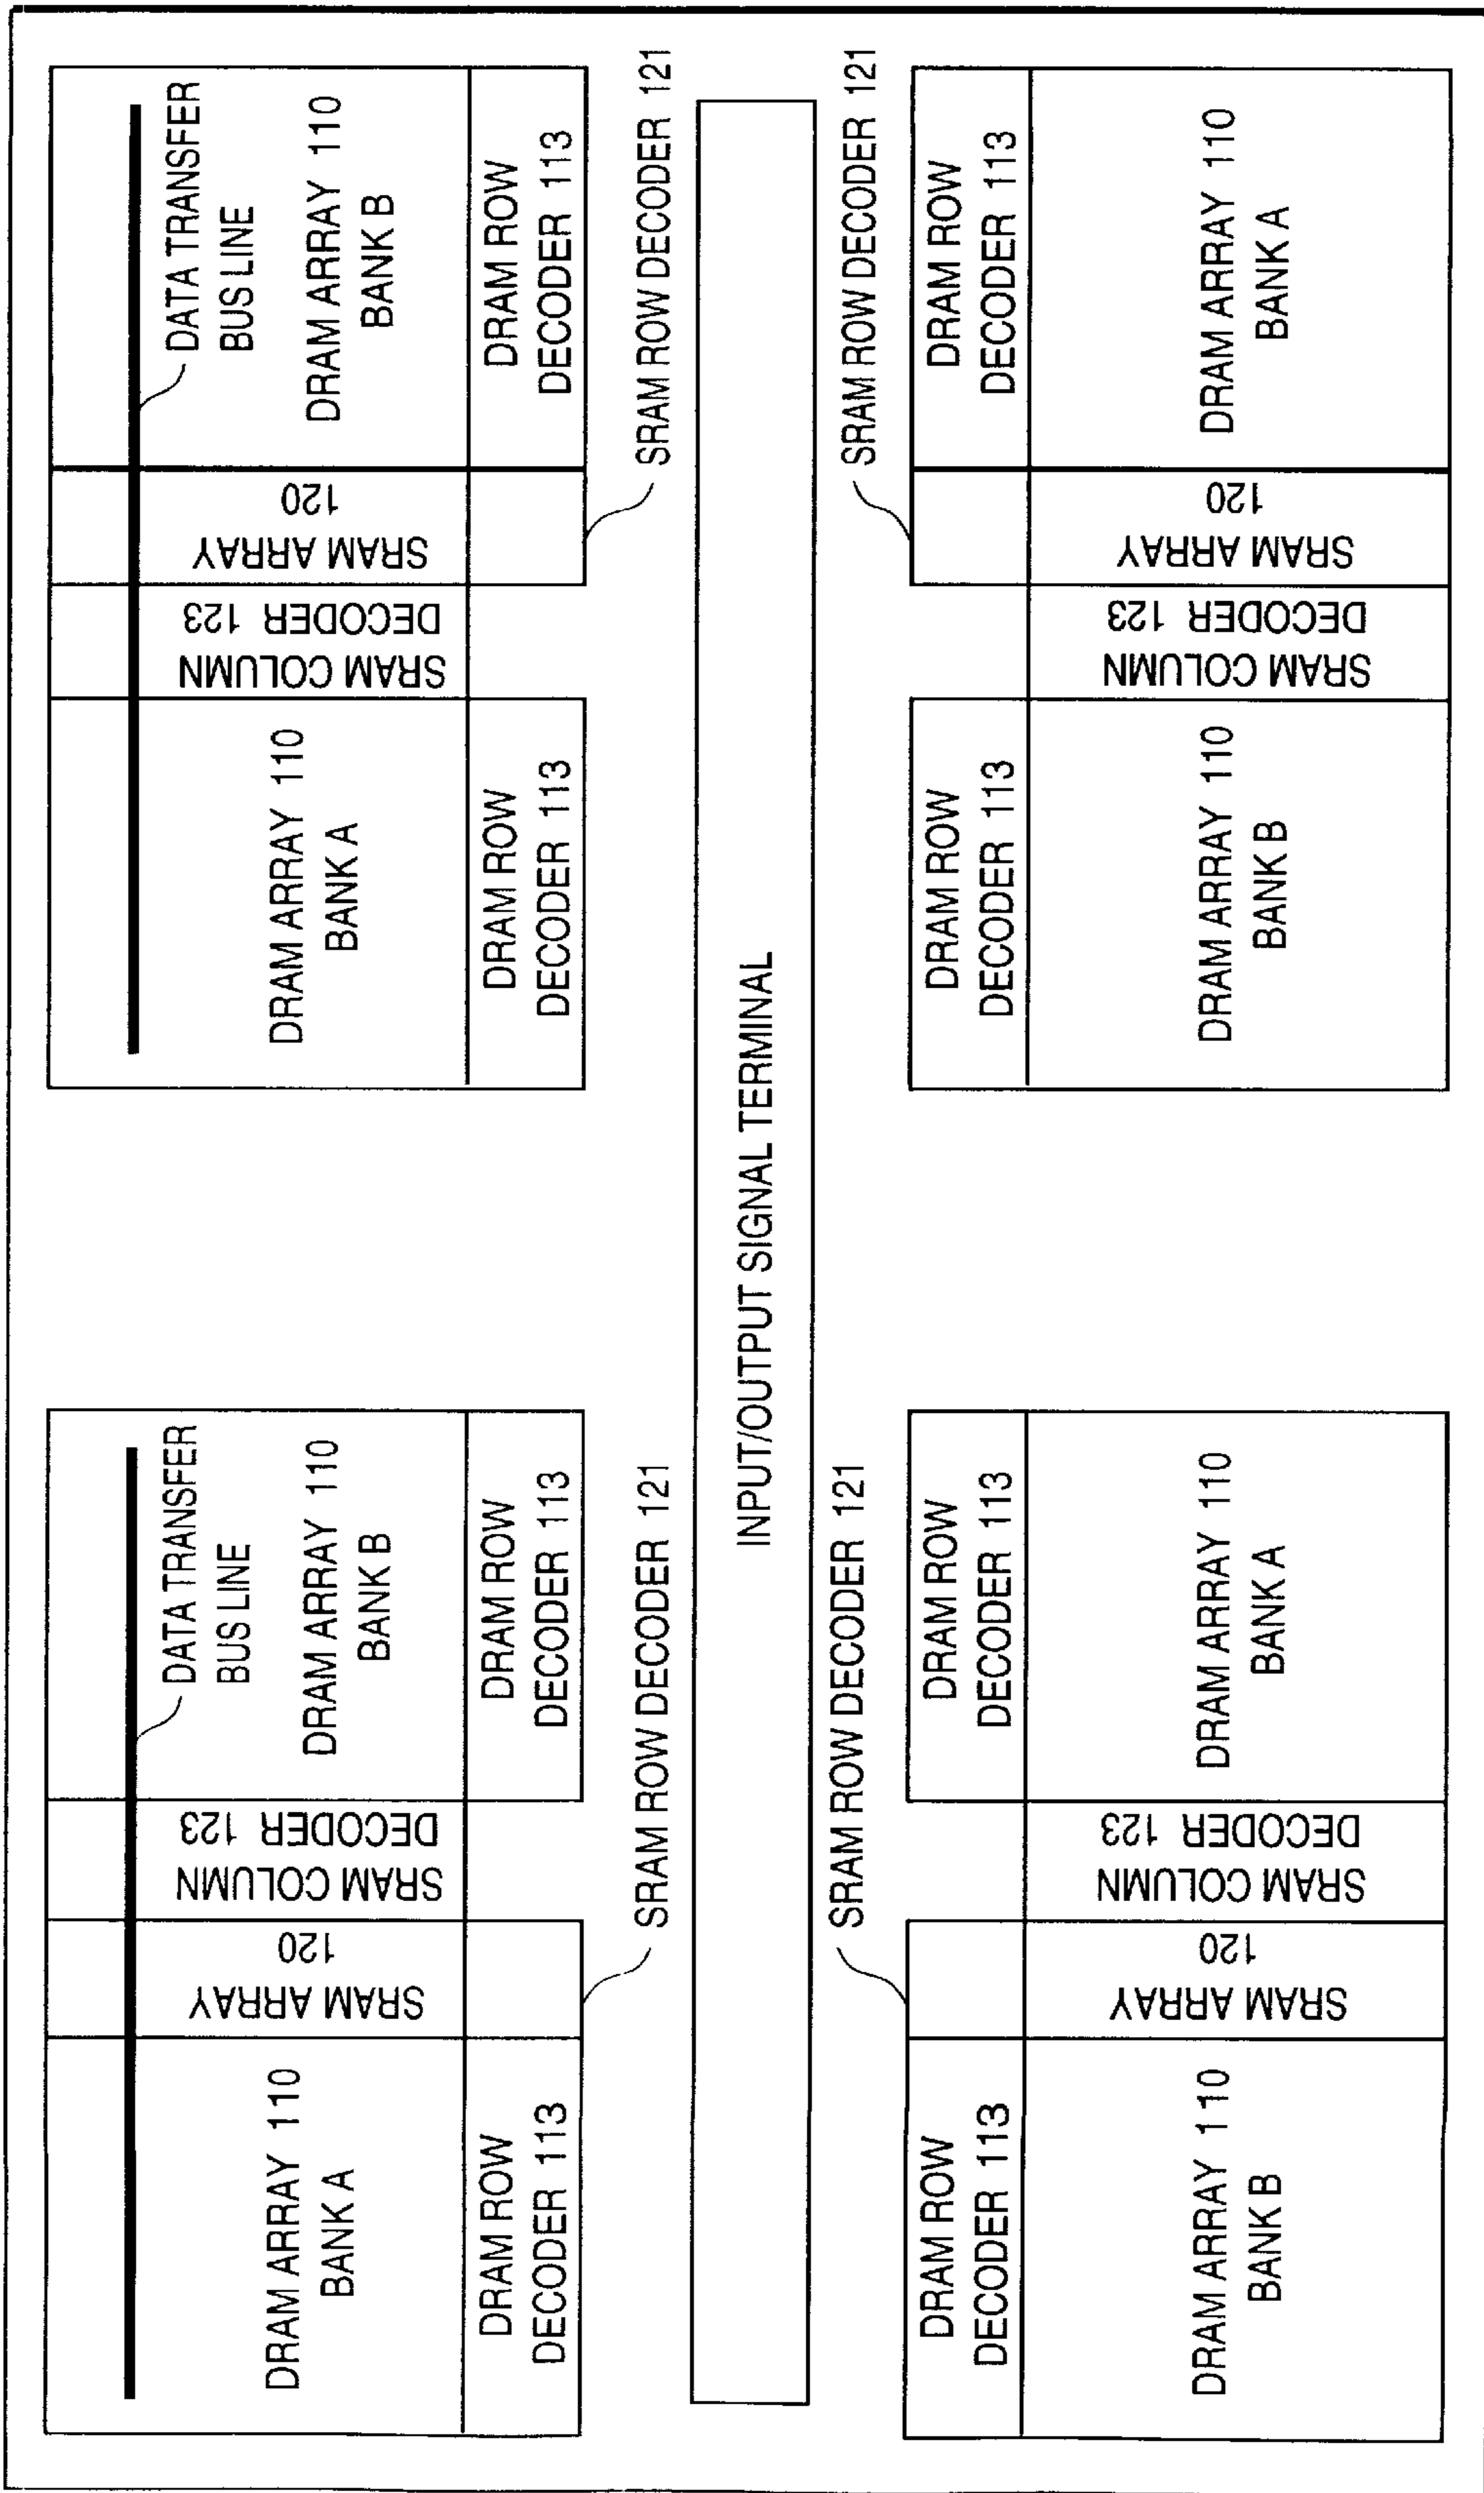 DATA TRANSFER
BUS LINE
DRAM ARRAY 110
BANK A
SRAM ARRAY
120
SRAM COLUMN
DECODER 123
DRAM ARRAY 110
BANK B
DRAM ROW
DECODER 113
DRAM ROW
DECODER 113
SRAM ROW DECODER 121
DATA TRANSFER
BUS LINE
DRAM ARRAY 110
BANK A
SRAM COLUMN
DECODER 123
SRAM ARRAY
120
DRAM ARRAY 110
BANK B
DRAM ROW
DECODER 113
DRAM ROW
DECODER 113
SRAM ROW DECODER 121
INPUT/OUTPUT SIGNAL TERMINAL
SRAM ROW DECODER 121
DRAM ROW
DECODER 113
DRAM ROW
DECODER 113
DRAM ARRAY 110
BANK B
SRAM ARRAY
120
SRAM COLUMN
DECODER 123
DRAM ARRAY 110
BANK A
SRAM ROW DECODER 121
DRAM ROW
DECODER 113
DRAM ROW
DECODER 113
DRAM ARRAY 110
BANK B
SRAM COLUMN
DECODER 123
SRAM ARRAY
120
DRAM ARRAY 110
BANK A